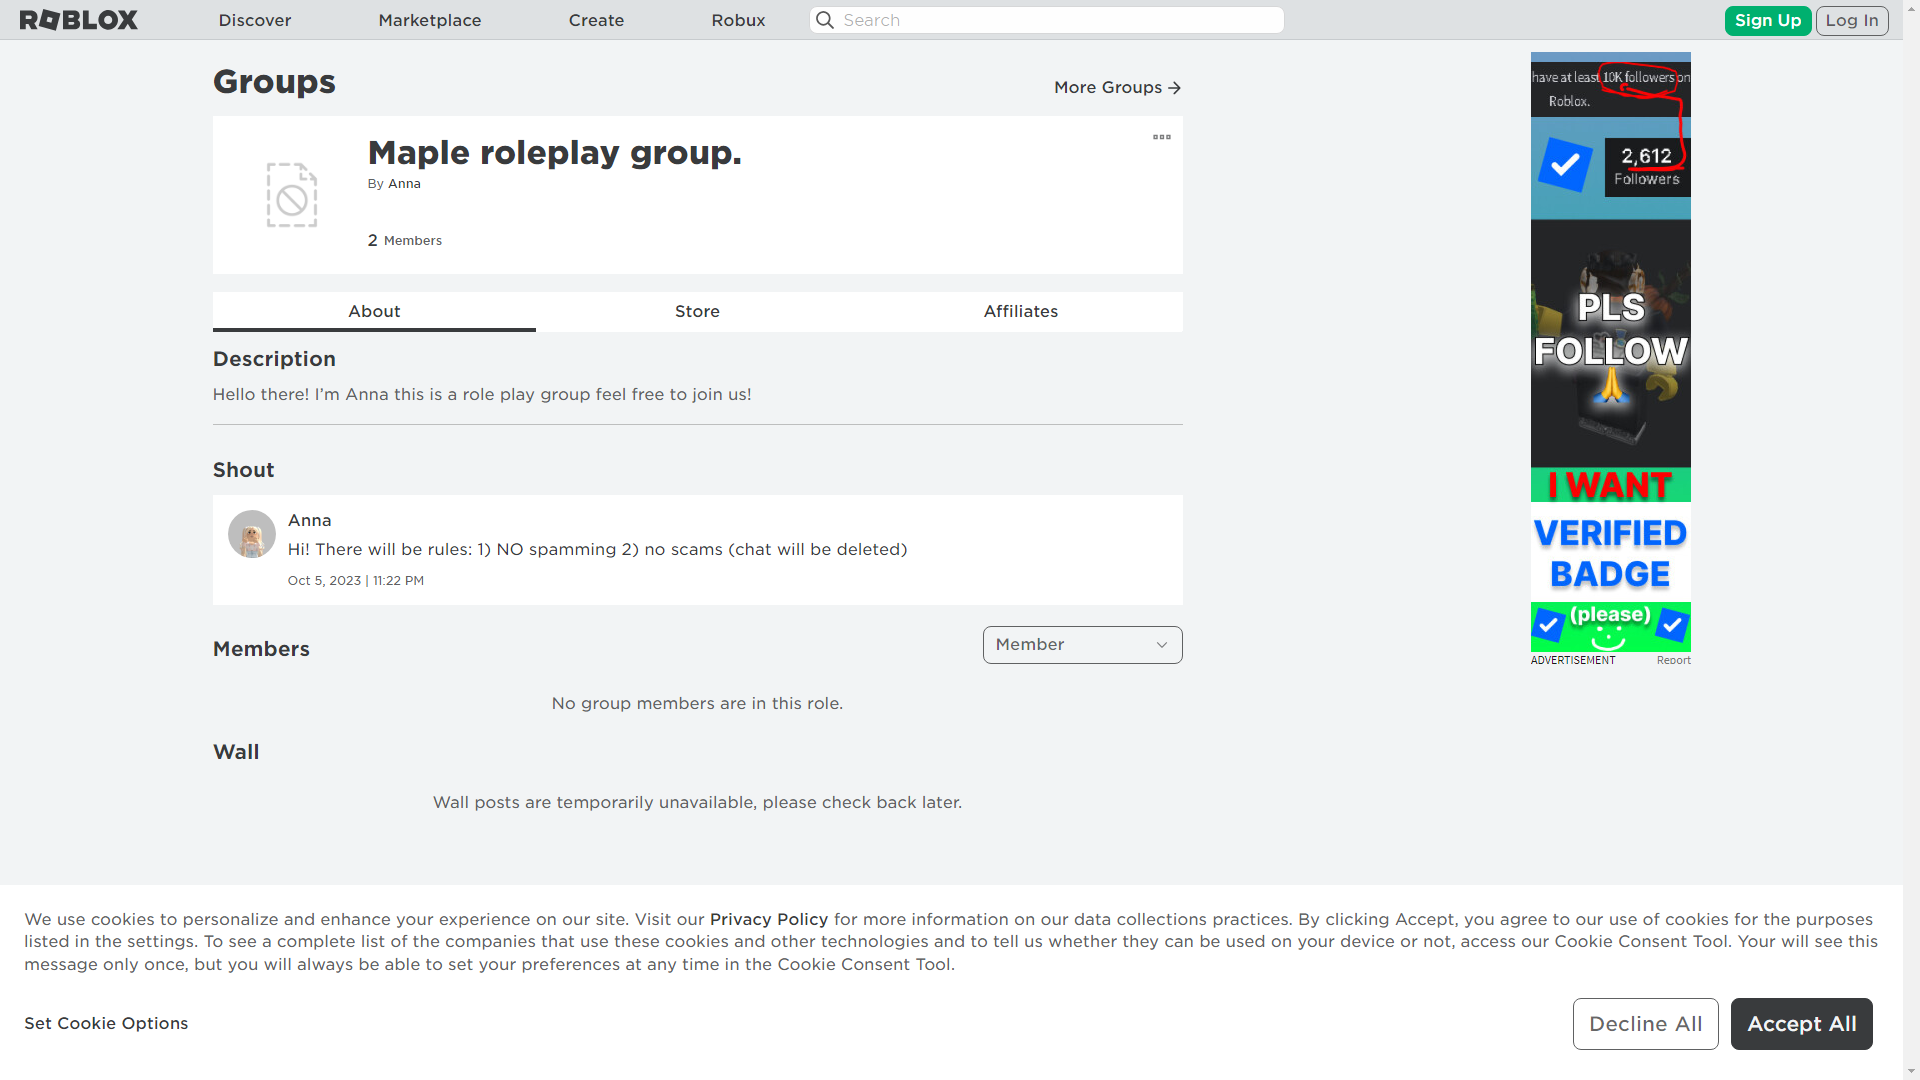 ROBLOX
Discover
Marketplace
Create
Robux
Search
Sign Up
Log In
Groups
More Groups
Maple roleplay group.
By Anna
2 Members
About
Store
Affiliates
Description
Hello there! I’m Anna this is a role play group feel free to join us!
Shout
Anna
Hi! There will be rules: 1) NO spamming 2) no scams (chat will be deleted)
Oct 5, 2023 | 11:22 PM
Members
Member
No group members are in this role.
Wall
Wall posts are temporarily unavailable, please check back later.
have at least 10K followers on
Roblox.
2,612
Followers
PLS
FOLLOW
I WANT
VERIFIED
BADGE
(please)
ADVERTISEMENT
Report
We use cookies to personalize and enhance your experience on our site. Visit our Privacy Policy for more information on our data collections practices. By clicking Accept, you agree to our use of cookies for the purposes
listed in the settings. To see a complete list of the companies that use these cookies and other technologies and to tell us whether they can be used on your device or not, access our Cookie Consent Tool. Your will see this
message only once, but you will always be able to set your preferences at any time in the Cookie Consent Tool.
Set Cookie Options
Decline All
Accept All